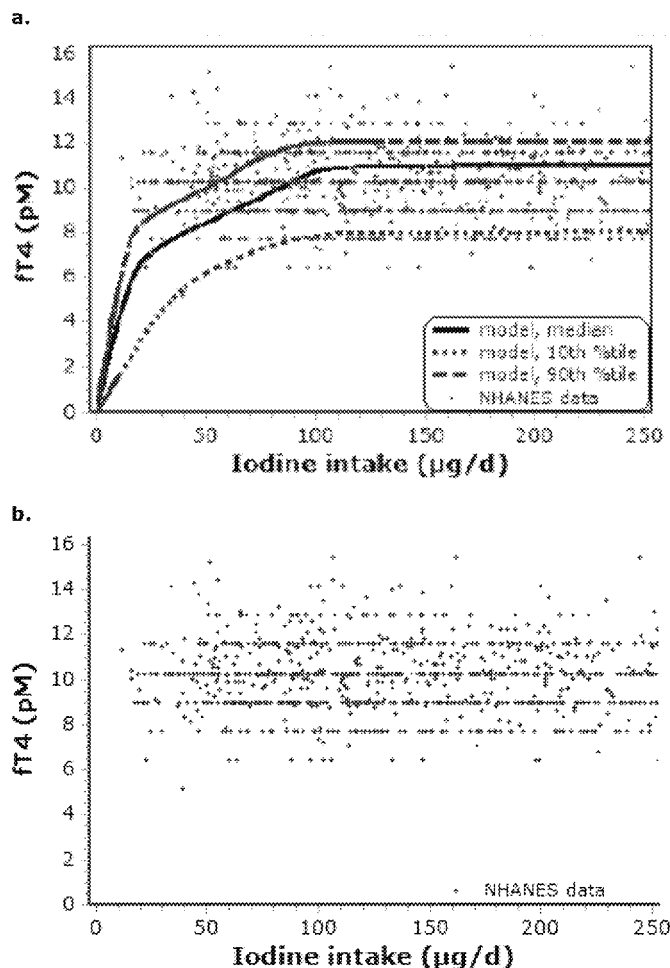 a.
16
14
12
10
8
6
4
2
0
fT4 (pM)
model, median
model, 10th %tile
model, 90th %tile
NHANES data
0 50 100 150 200 250
Iodine intake (µg/d)
b.
16
14
12
10
8
6
4
2
0
fT4 (pM)
NHANES data
0 50 100 150 200 250
Iodine intake (µg/d)